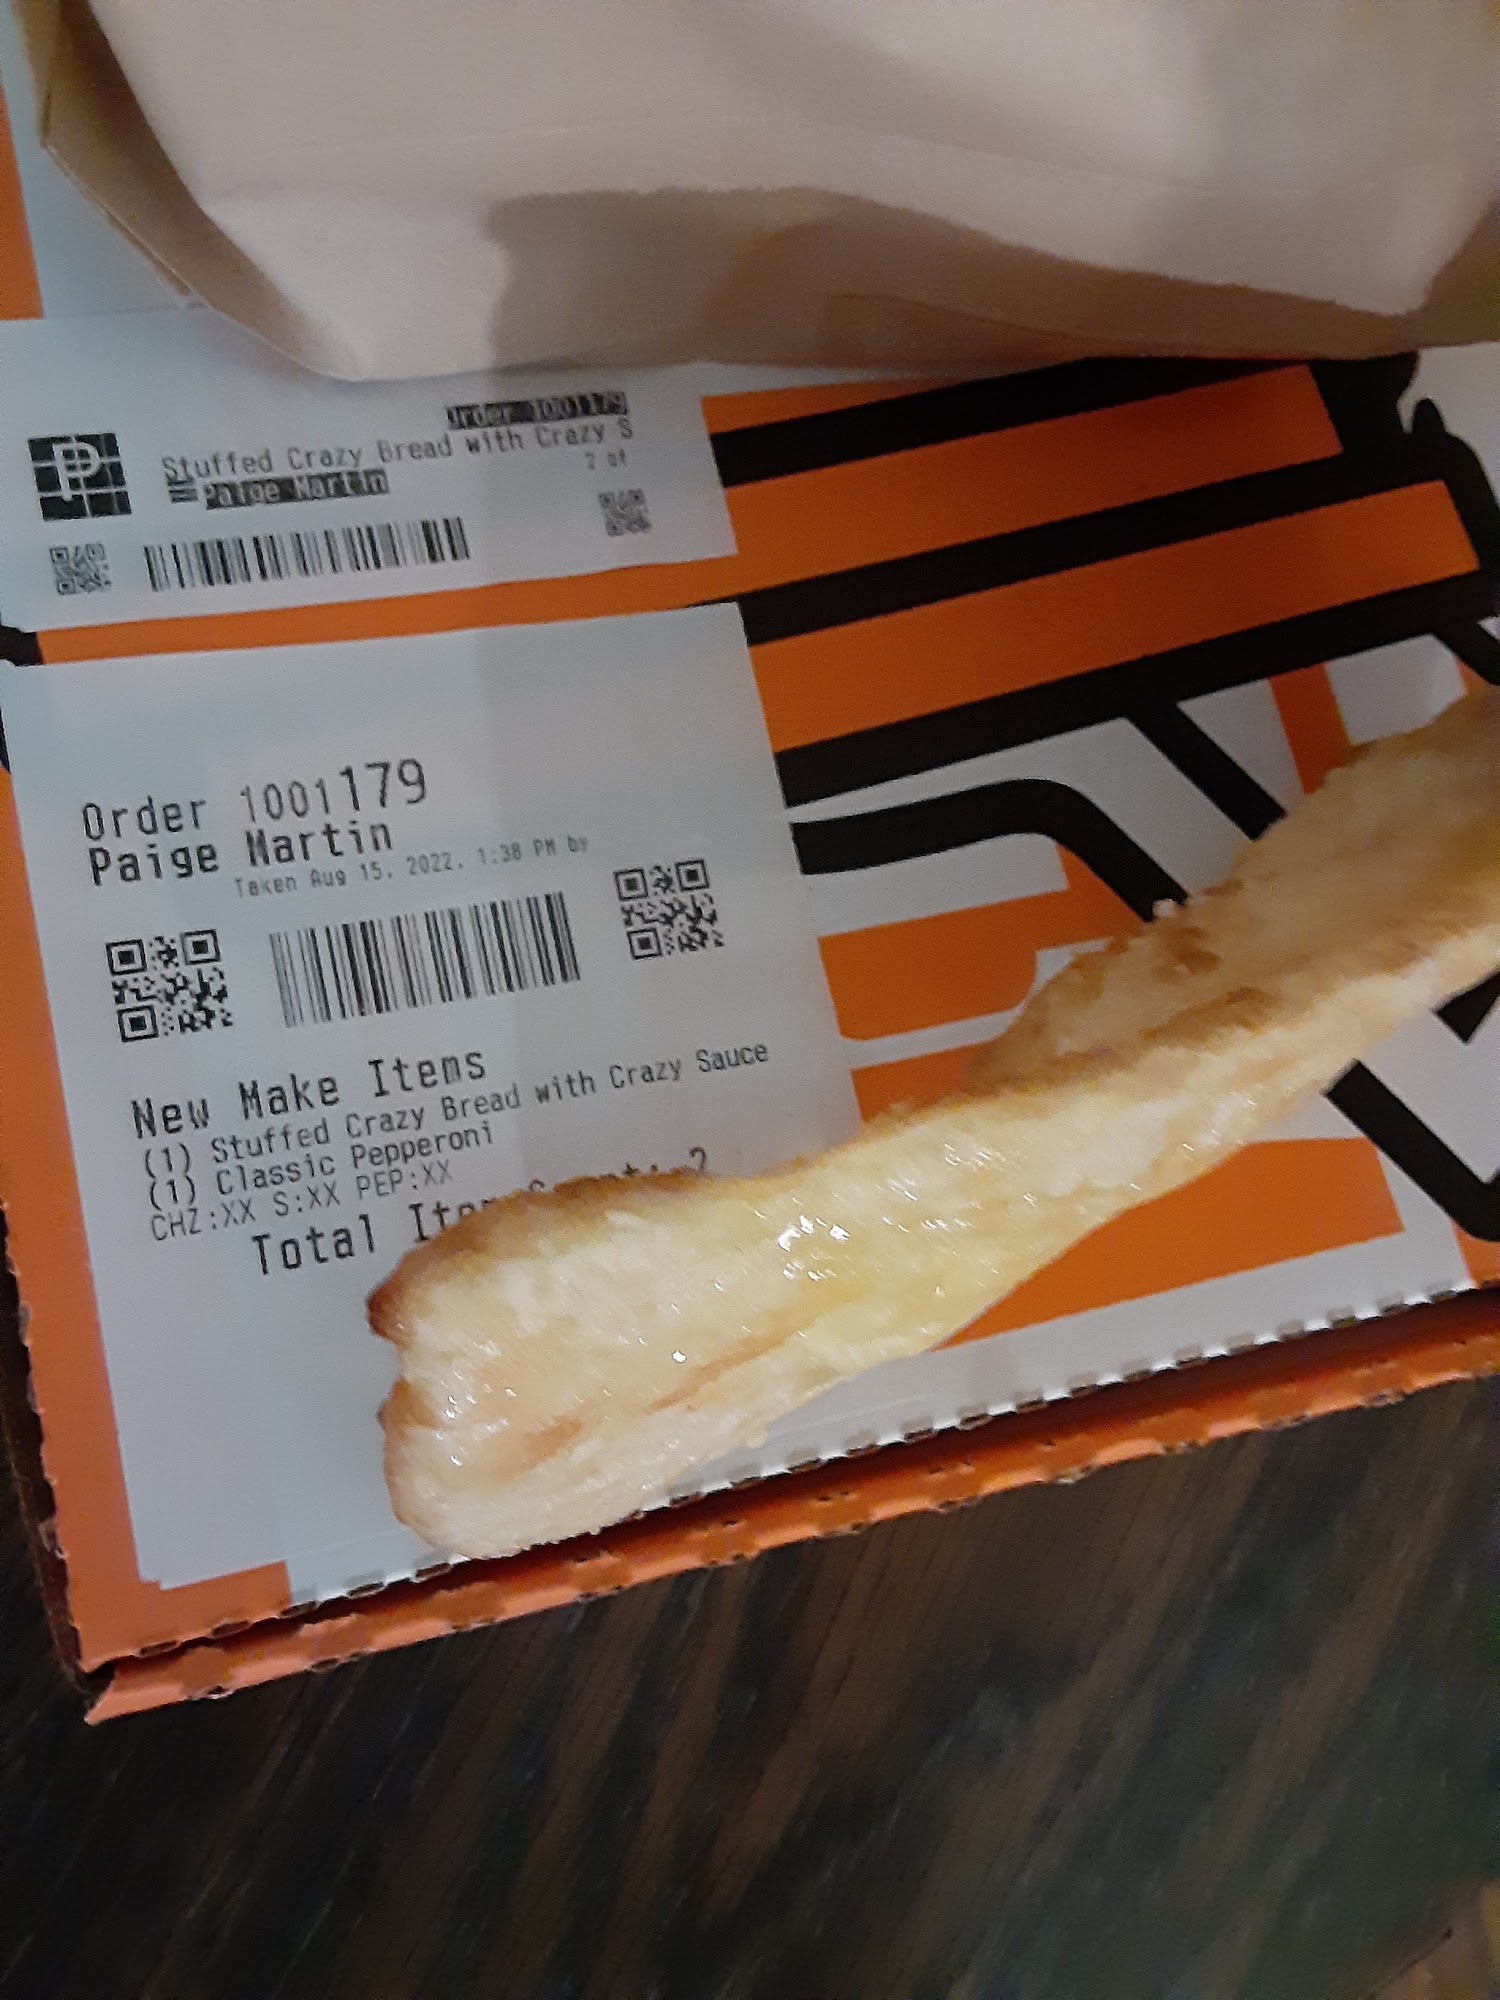 Order 1001179
Stuffed Crazy Bread with Crazy S
2 of
Paige Martin
P
Order 1001179
Paige Martin
Taken Aug 15, 2022, 1:38 PM by
New Make Items
(1) Stuffed Crazy Bread with Crazy Sauce
(1) Classic Pepperoni
CHZ:XX S:XX PEP:XX
Total